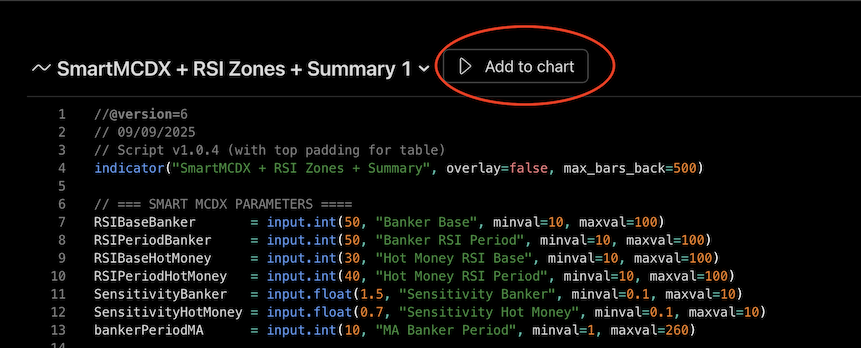 SmartMCDX + RSI Zones + Summary 1 Add to chart
1 //@version=6
2 // 09/09/2025
3 // Script v1.0.4 (with top padding for table)
4 indicator("SmartMCDX + RSI Zones + Summary", overlay=false, max_bars_back=500)
5
6 // === SMART MCDX PARAMETERS ====
7 RSIBaseBanker = input.int(50, "Banker Base", minval=10, maxval=100)
8 RSIPeriodBanker = input.int(50, "Banker RSI Period", minval=10, maxval=100)
9 RSIBaseHotMoney = input.int(30, "Hot Money RSI Base", minval=10, maxval=100)
10 RSIPeriodHotMoney = input.int(40, "Hot Money RSI Period", minval=10, maxval=100)
11 SensitivityBanker = input.float(1.5, "Sensitivity Banker", minval=0.1, maxval=10)
12 SensitivityHotMoney = input.float(0.7, "Sensitivity Hot Money", minval=0.1, maxval=10)
13 bankerPeriodMA = input.int(10, "MA Banker Period", minval=1, maxval=260)
14